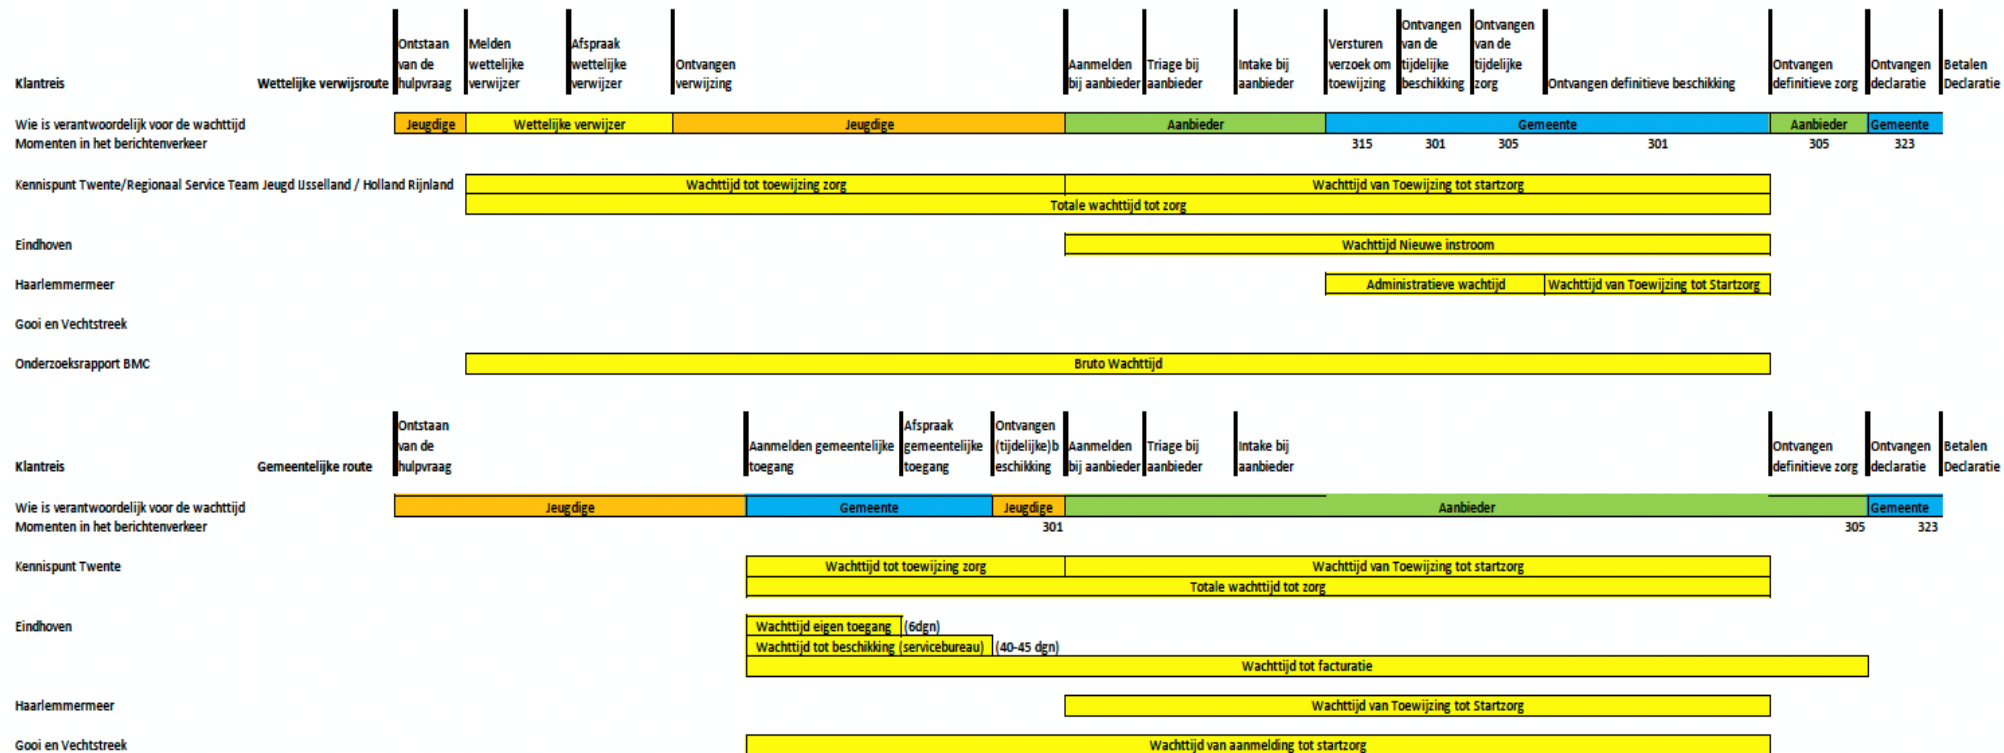 Klantreis
Wettelijke verwijsroute
Ontstaan
van de
hulpvraag
Melden
wettelijke
verwijzer
Afspraak
wettelijke
verwijzer
Ontvangen
verwijzing
Aanmelden
bij aanbieder
Triage bij
aanbieder
Intake bij
aanbieder
Versturen
verzoek om
toewijzing
Ontvangen
van de
tijdelijke
beschikking
Ontvangen
van de
tijdelijke
zorg
Ontvangen definitieve beschikking
Ontvangen
definitieve zorg
Ontvangen
declaratie
Betalen
Declaratie
Wie is verantwoordelijk voor de wachttijd
Jeugdige
Wettelijke verwijzer
Jeugdige
Aanbieder
Gemeente
Aanbieder
Gemeente
Momenten in het berichtenverkeer
315
301
305
301
305
323
Kennispunt Twente/Regionaal Service Team Jeugd IJsselland / Holland Rijnland
Wachttijd tot toewijzing zorg
Wachttijd van Toewijzing tot startzorg
Totale wachttijd tot zorg
Eindhoven
Wachttijd Nieuwe instroom
Haarlemmermeer
Administratieve wachtijd
Wachttijd van Toewijzing tot Startzorg
Gooi en Vechtstreek
Onderzoeksrapport BMC
Bruto Wachttijd
Klantreis
Gemeentelijke route
Ontstaan
van de
hulpvraag
Aanmelden gemeentelijke
toegang
Afspraak
gemeentelijke
toegang
Ontvangen
(tijdelijke)b
eschikking
Aanmelden
bij aanbieder
Triage bij
aanbieder
Intake bij
aanbieder
Ontvangen
definitieve zorg
Ontvangen
declaratie
Betalen
Declaratie
Wie is verantwoordelijk voor de wachttijd
Jeugdige
Gemeente
Jeugdige
Aanbieder
Gemeente
Momenten in het berichtenverkeer
301
305
323
Kennispunt Twente
Wachttijd tot toewijzing zorg
Wachttijd van Toewijzing tot startzorg
Totale wachttijd tot zorg
Eindhoven
Wachttijd eigen toegang
(6dgn)
Wachttijd tot beschikking (servicebureau)
(40-45 dgn)
Wachttijd tot facturatie
Haarlemmermeer
Wachttijd van Toewijzing tot Startzorg
Gooi en Vechtstreek
Wachttijd van aanmelding tot startzorg